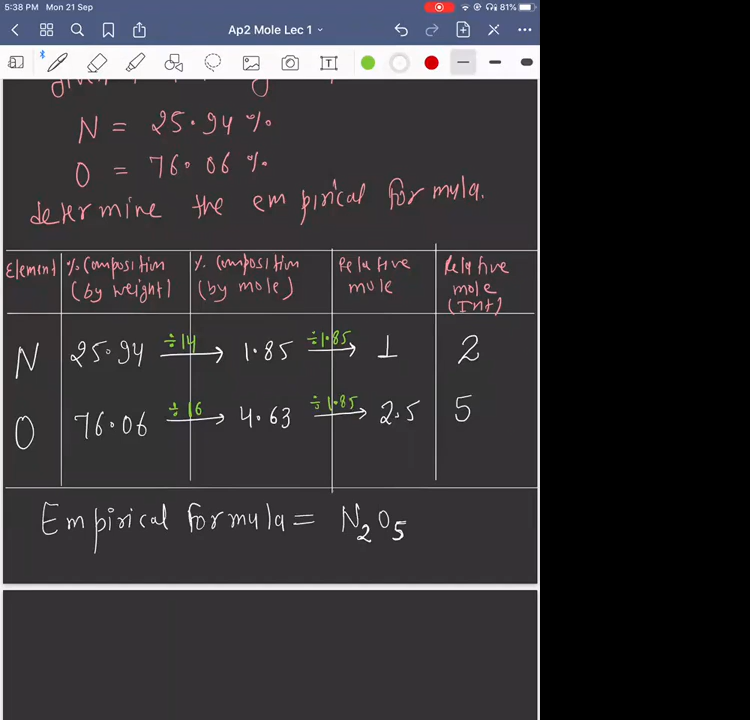 5:38 PM Mon 21 Sep
81%
Ap2 Mole Lec 1
T
N = 25.94 %
O = 76.06 %
determine the empirical formula.
Element % Composition (by weight) % Composition (by mole) Relative mole Relative mole (Int)
N 25.94 ÷14 → 1.85 ÷1.85 → 1 2
O 76.06 ÷16 → 4.63 ÷1.85 → 2.5 5
Empirical formula = N₂O₅